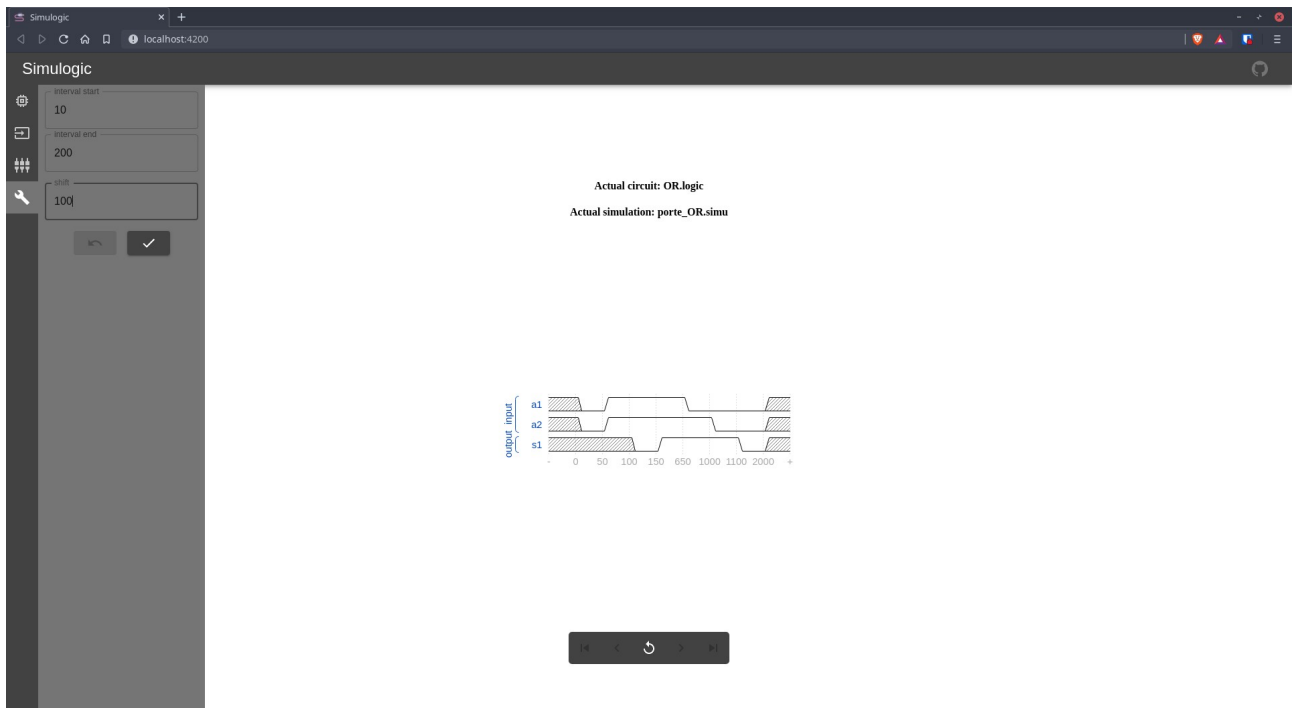 Simulogic
localhost:4200
Simulogic
interval start
10
interval end
200
shift
100
Actual circuit: OR.logic
Actual simulation: porte_OR.simu
input
a1
a2
output
s1
- 0 50 100 150 650 1000 1100 2000 +